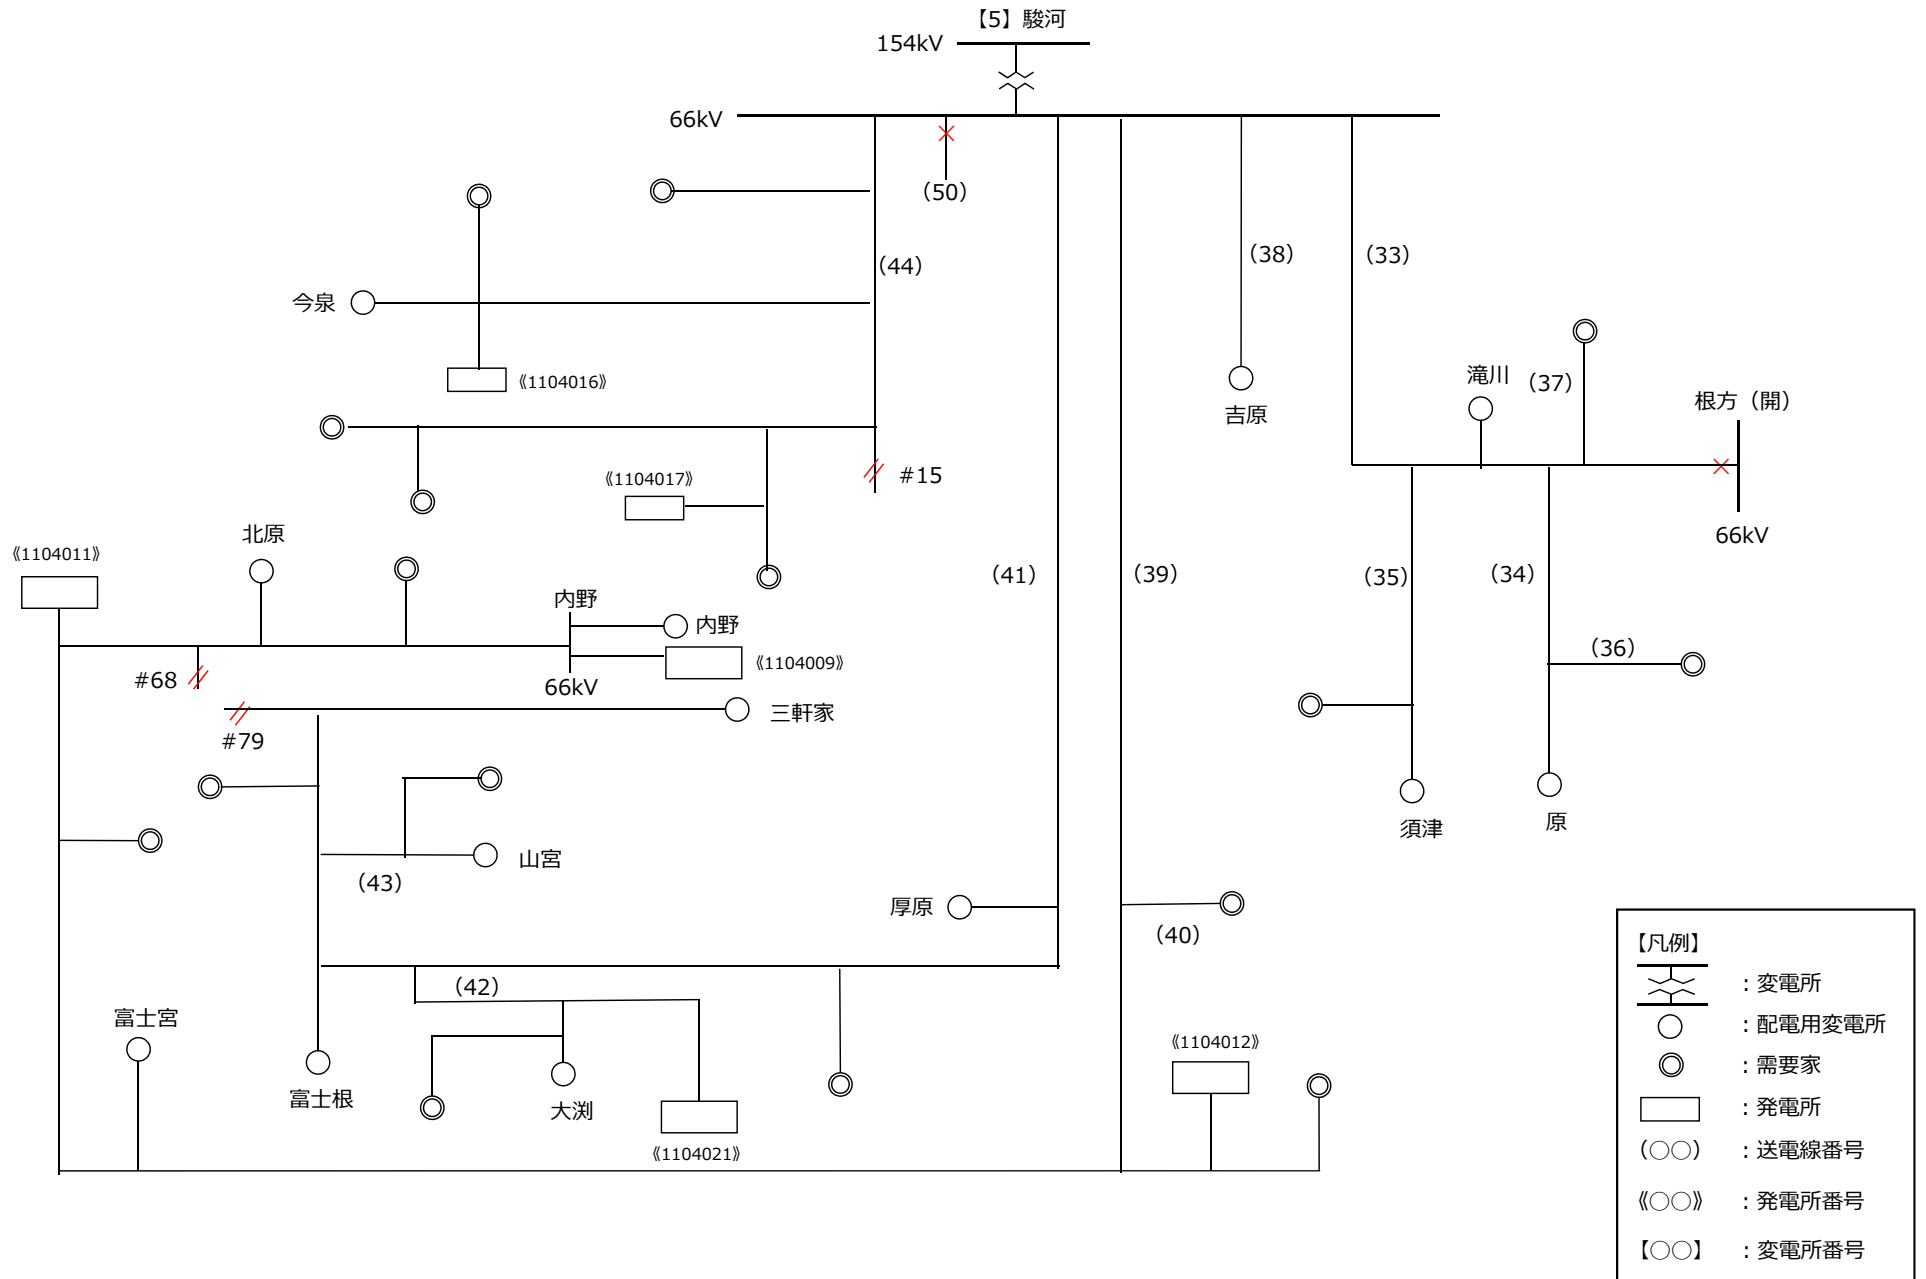 【5】駿河
154kV
66kV
（50）
（44）
（38）
（33）
今泉
滝川
（37）
《1104016》
根方（開）
吉原
#15
《1104017》
北原
66kV
《1104011》
（41）
（39）
（35）
（34）
内野
内野
（36）
《1104009》
#68
66kV
三軒家
#79
須津
原
山宮
（43）
厚原
（40）
（42）
富士宮
《1104012》
富士根
大渕
《1104021》
【凡例】
：変電所
：配電用変電所
：需要家
：発電所
（○○）：送電線番号
《○○》：発電所番号
【○○】：変電所番号